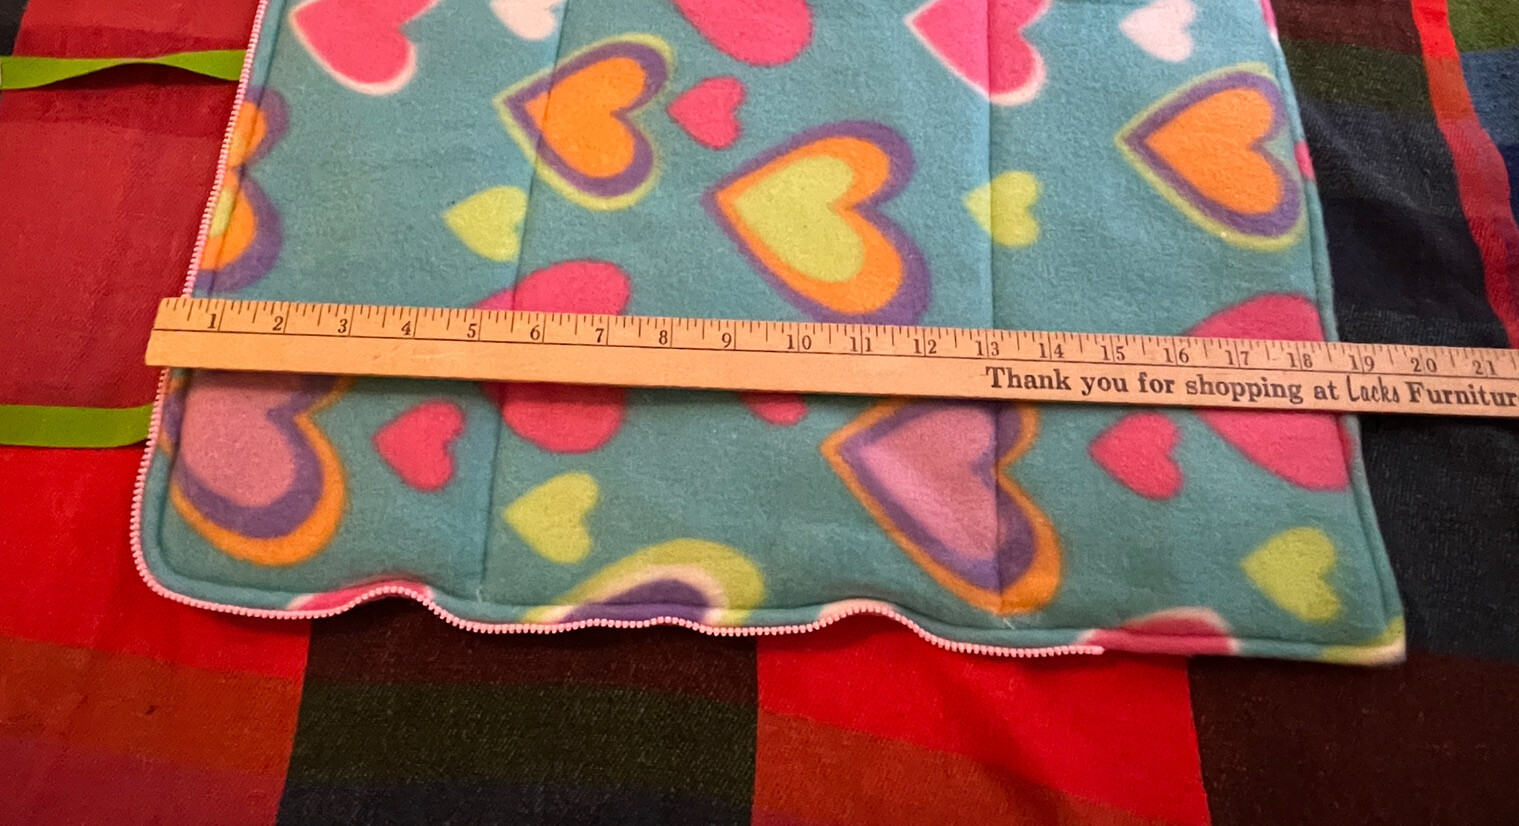 1 2 3 4 5 6 7 8 9 10 11 12 13 14 15 16 17 18 19 20 21
Thank you for shopping at Lacks Furnitur